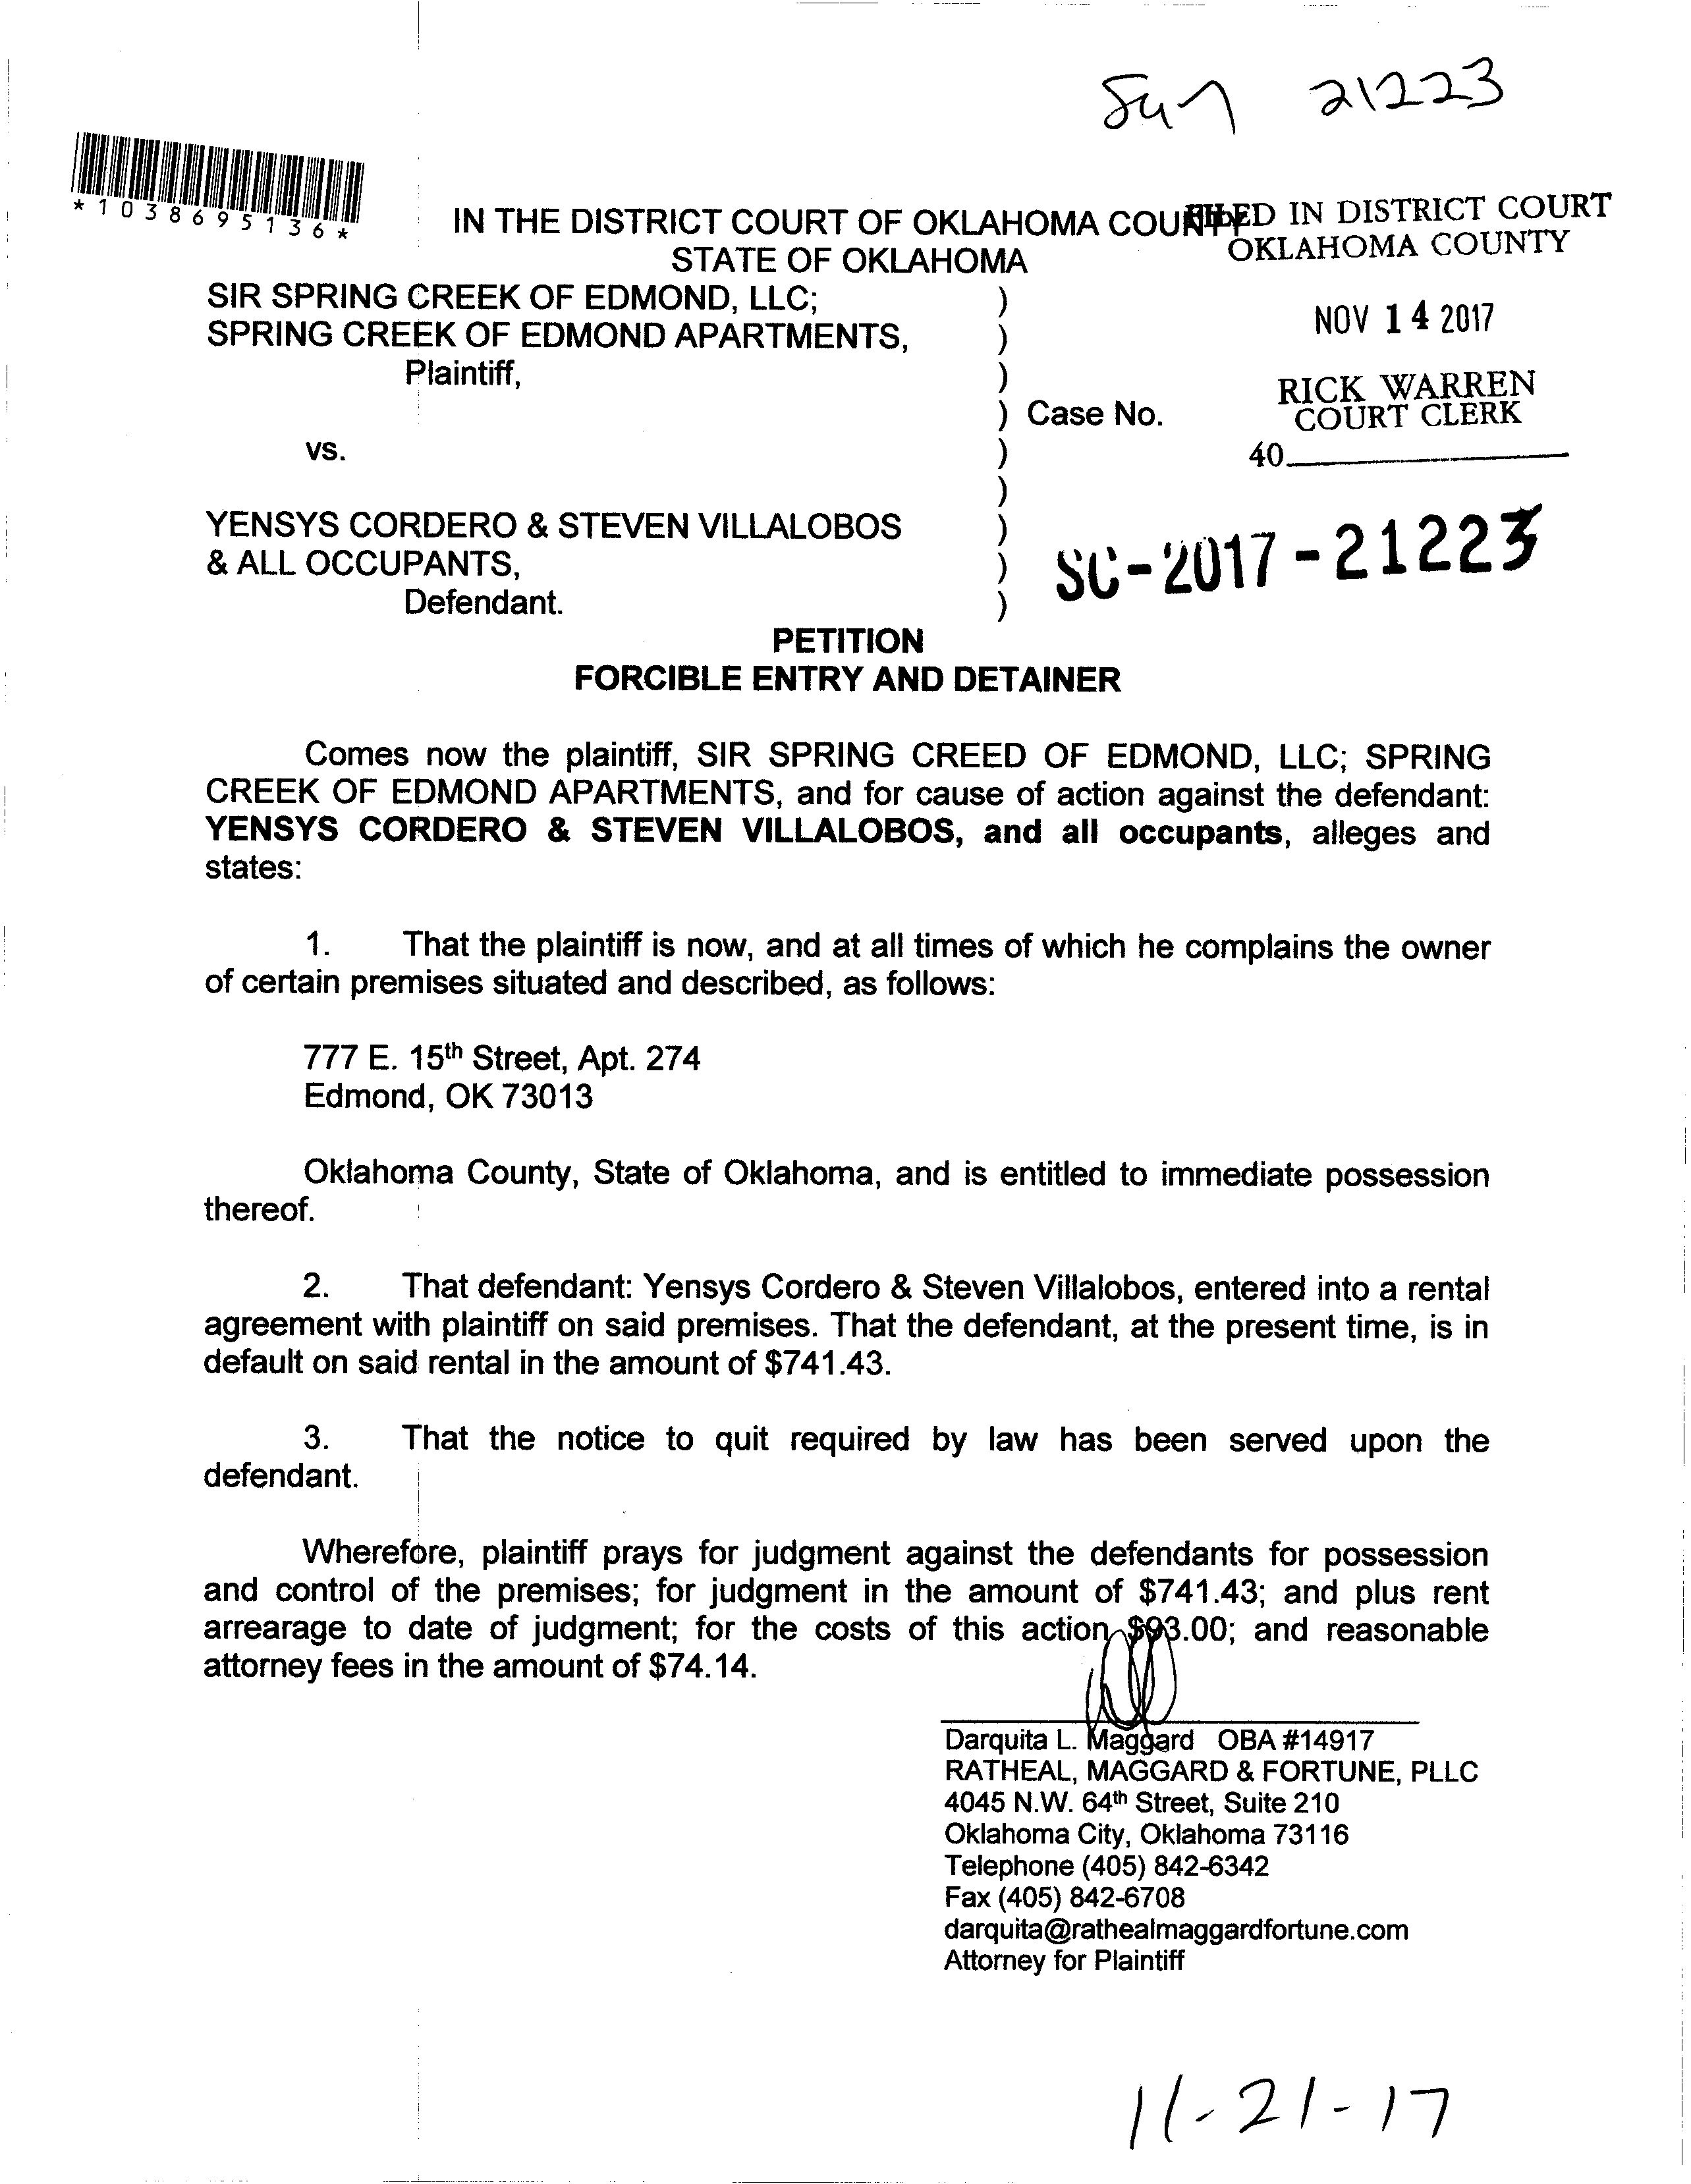 21223
*1038695136*
IN THE DISTRICT COURT OF OKLAHOMA COUNTY
STATE OF OKLAHOMA
FILED IN DISTRICT COURT
OKLAHOMA COUNTY
NOV 14 2017
RICK WARREN
COURT CLERK
40
SIR SPRING CREEK OF EDMOND, LLC; )
SPRING CREEK OF EDMOND APARTMENTS, )
Plaintiff, )
) Case No.
vs. )
)
YENSYS CORDERO & STEVEN VILLALOBOS )
& ALL OCCUPANTS, )
Defendant. )
SC-2017-21223
PETITION
FORCIBLE ENTRY AND DETAINER
Comes now the plaintiff, SIR SPRING CREED OF EDMOND, LLC; SPRING
CREEK OF EDMOND APARTMENTS, and for cause of action against the defendant:
YENSYS CORDERO & STEVEN VILLALOBOS, and all occupants, alleges and
states:
1. That the plaintiff is now, and at all times of which he complains the owner
of certain premises situated and described, as follows:
777 E. 15th Street, Apt. 274
Edmond, OK 73013
Oklahoma County, State of Oklahoma, and is entitled to immediate possession
thereof.
2. That defendant: Yensys Cordero & Steven Villalobos, entered into a rental
agreement with plaintiff on said premises. That the defendant, at the present time, is in
default on said rental in the amount of $741.43.
3. That the notice to quit required by law has been served upon the
defendant.
Wherefore, plaintiff prays for judgment against the defendants for possession
and control of the premises; for judgment in the amount of $741.43; and plus rent
arrearage to date of judgment; for the costs of this action $93.00; and reasonable
attorney fees in the amount of $74.14.
Darquita L. Maggard OBA #14917
RATHEAL, MAGGARD & FORTUNE, PLLC
4045 N.W. 64th Street, Suite 210
Oklahoma City, Oklahoma 73116
Telephone (405) 842-6342
Fax (405) 842-6708
darquita@rathealmaggardfortune.com
Attorney for Plaintiff
11-21-17